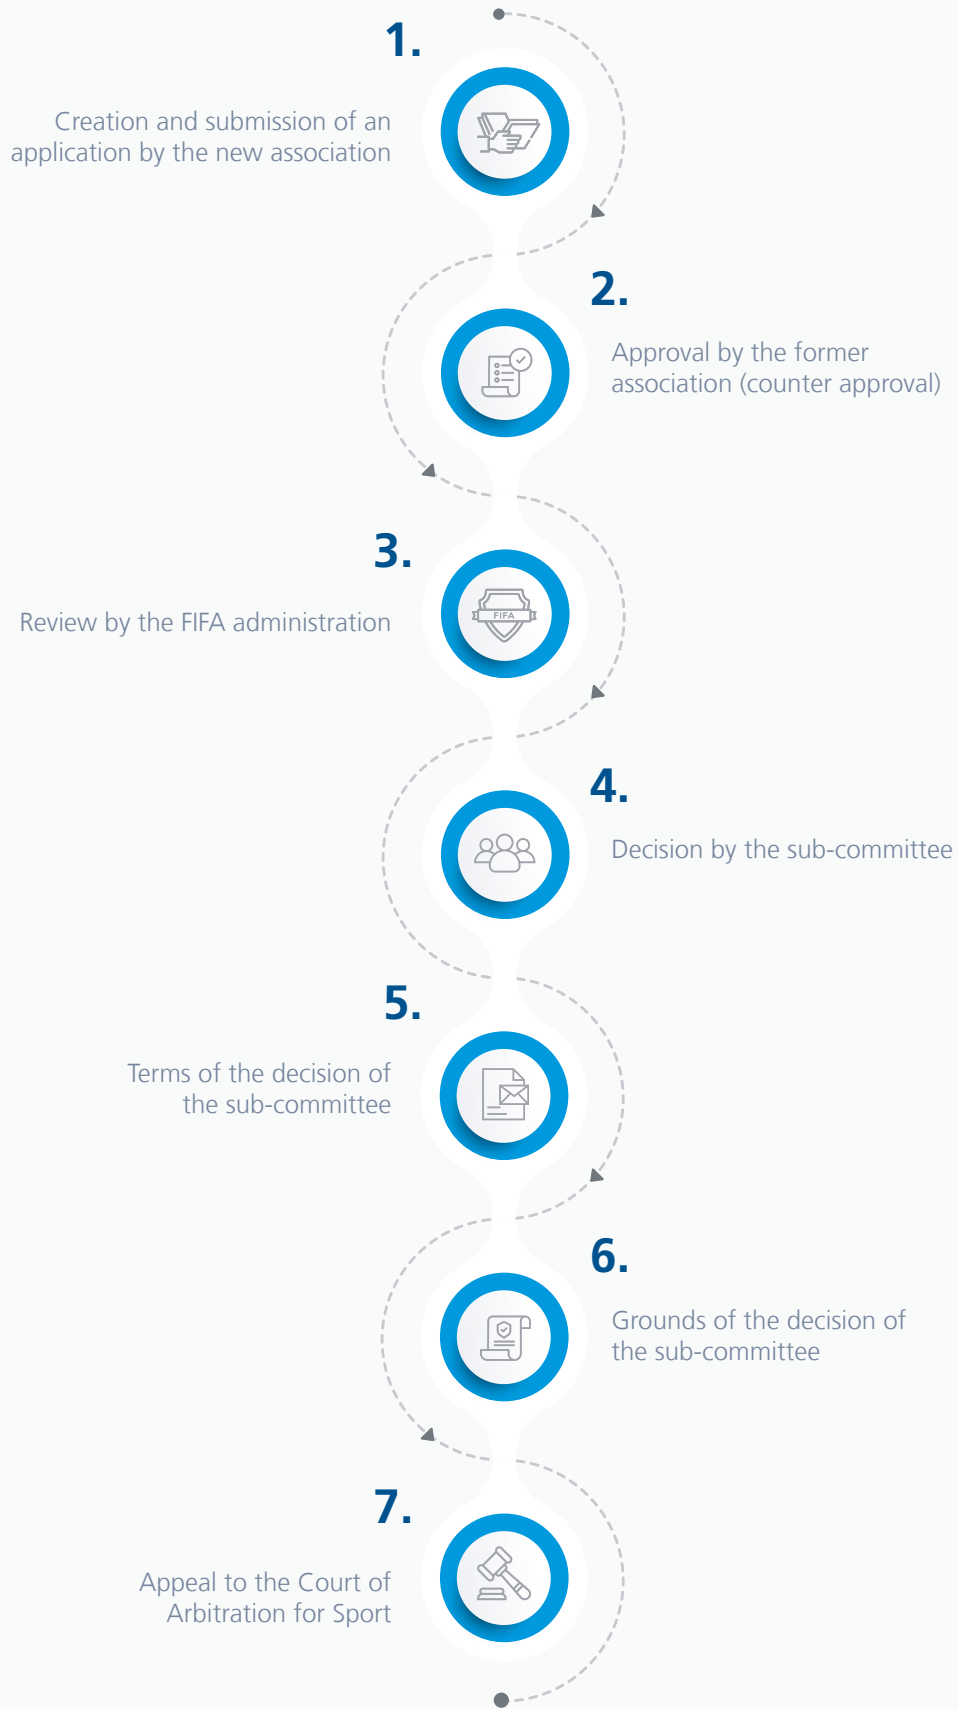 1.
Creation and submission of an
application by the new association
2.
Approval by the former
association (counter approval)
3.
Review by the FIFA administration
FIFA
4.
Decision by the sub-committee
5.
Terms of the decision of
the sub-committee
6.
Grounds of the decision of
the sub-committee
7.
Appeal to the Court of
Arbitration for Sport